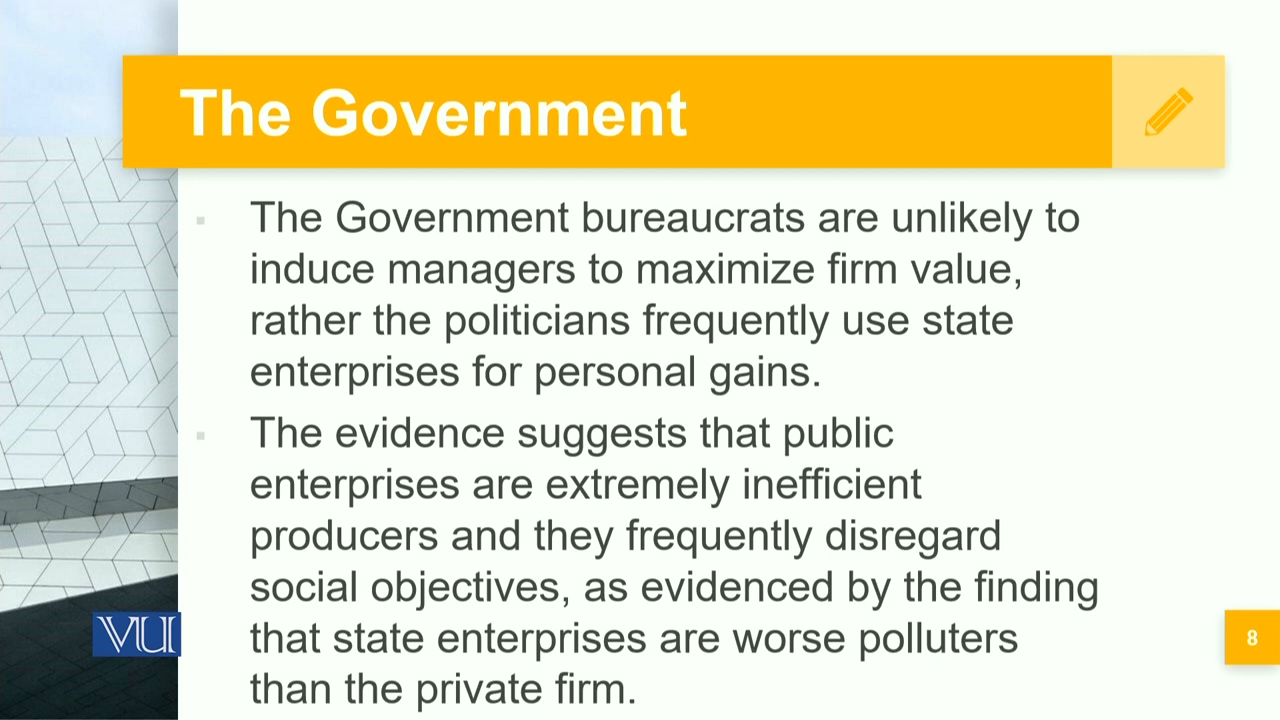 The Government
The Government bureaucrats are unlikely to
induce managers to maximize firm value,
rather the politicians frequently use state
enterprises for personal gains.
The evidence suggests that public
enterprises are extremely inefficient
producers and they frequently disregard
social objectives, as evidenced by the finding
that state enterprises are worse polluters
than the private firm.
VU
8